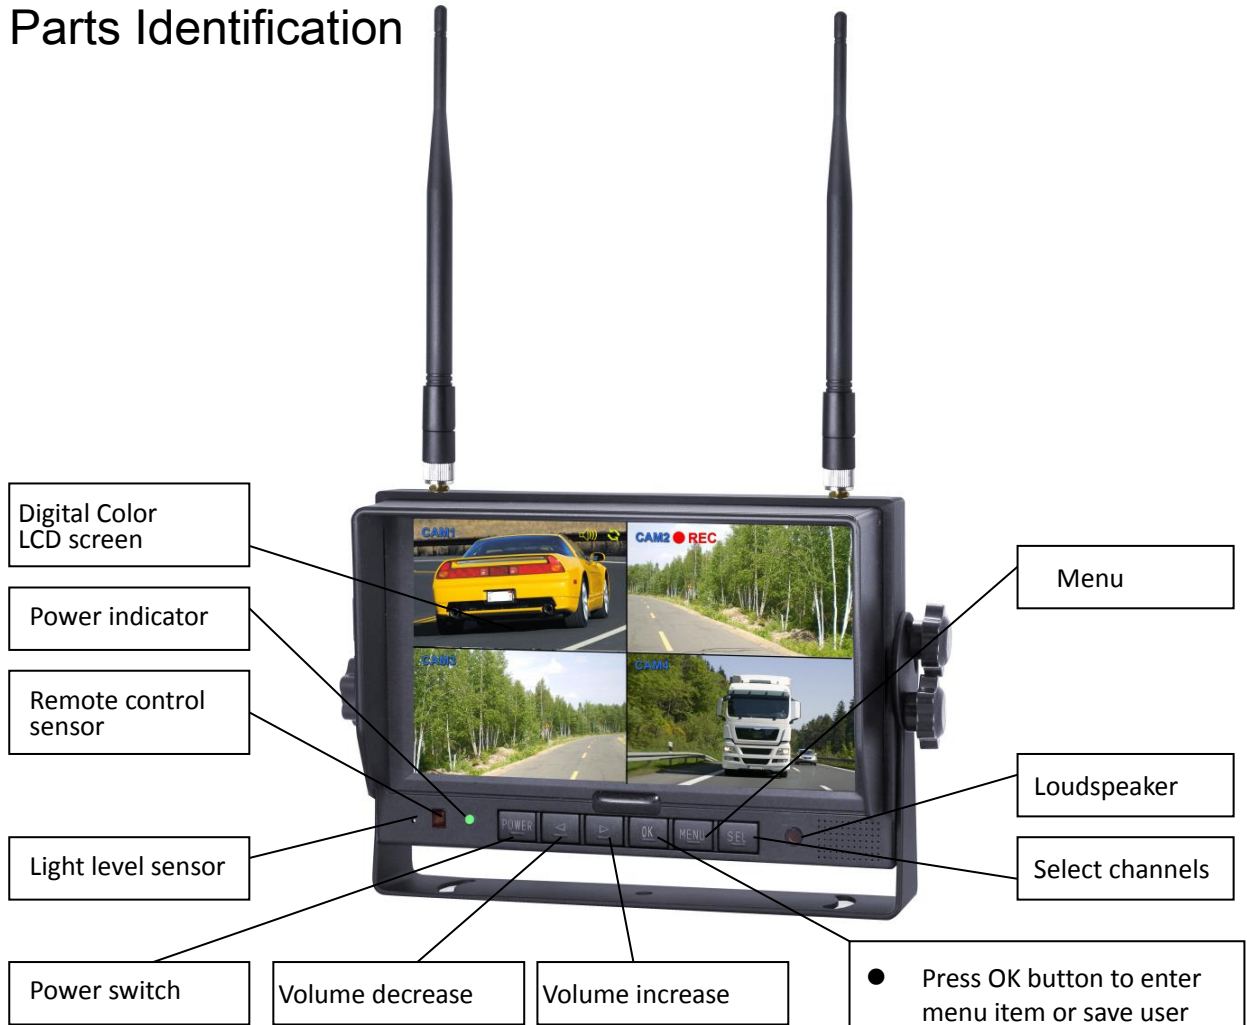 Parts Identification
Digital Color
LCD screen
Power indicator
Remote control
sensor
Light level sensor
Power switch
Volume decrease
Volume increase
Menu
Loudspeaker
Select channels
● Press OK button to enter
menu item or save user
CAM1
CAM2 ● REC
CAM3
CAM4
POWER
◁
▷
OK
MENU
SEL